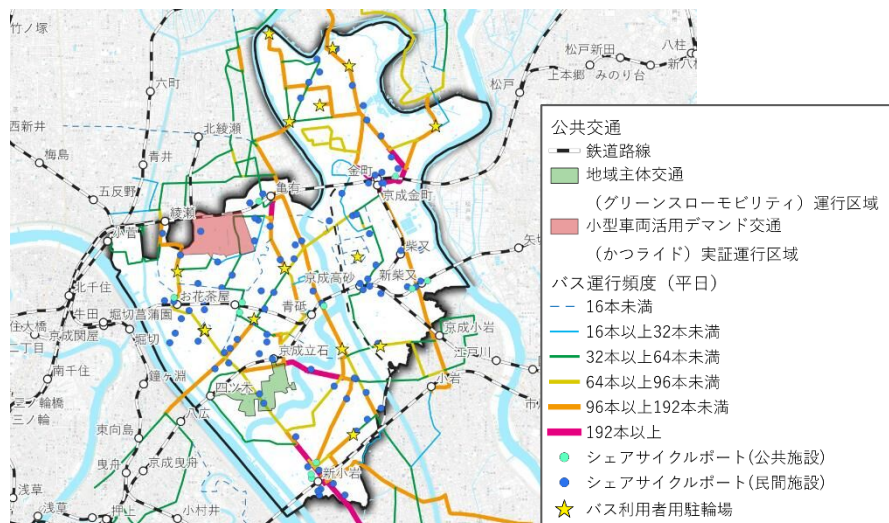 竹ノ塚
六町
西新井
北綾瀬
梅島
青井
五反野
綾瀬
亀有
小菅
金町
京成金町
松戸
松戸新田
上本郷
みのり台
八柱
新八柱
柴又
矢切
北千住
牛田
お花茶屋
堀切菖蒲園
京成高砂
新柴又
青砥
京成関屋
堀切
京成立石
京成小岩
江戸川
南千住
鐘ヶ淵
四ツ木
小岩
市川
八広
三ノ輪橋
三ノ輪
東向島
曳舟
京成曳舟
新小岩
浅草
浅草
押上
小村井
公共交通
鉄道路線
地域主体交通
（グリーンスローモビリティ）運行区域
小型車両活用デマンド交通
（かつライド）実証運行区域
バス運行頻度（平日）
16本未満
16本以上32本未満
32本以上64本未満
64本以上96本未満
96本以上192本未満
192本以上
シェアサイクルポート(公共施設)
シェアサイクルポート(民間施設)
バス利用者用駐輪場